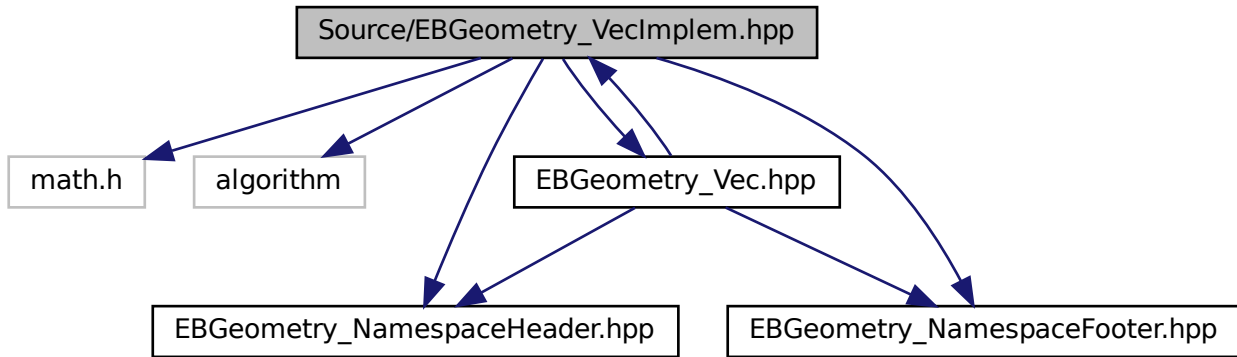 Source/EBGeometry_VecImplem.hpp
math.h
algorithm
EBGeometry_Vec.hpp
EBGeometry_NamespaceHeader.hpp
EBGeometry_NamespaceFooter.hpp